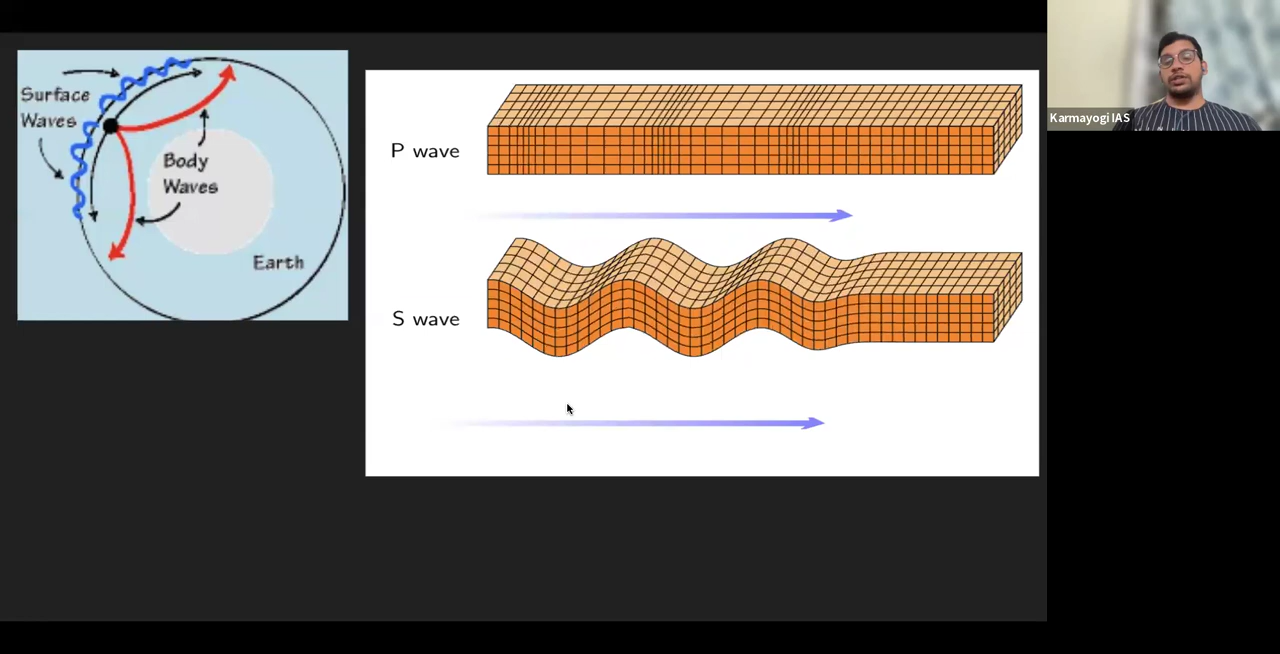 Surface
Waves
Body
Waves
Earth
P wave
S wave
Karmayogi IAS